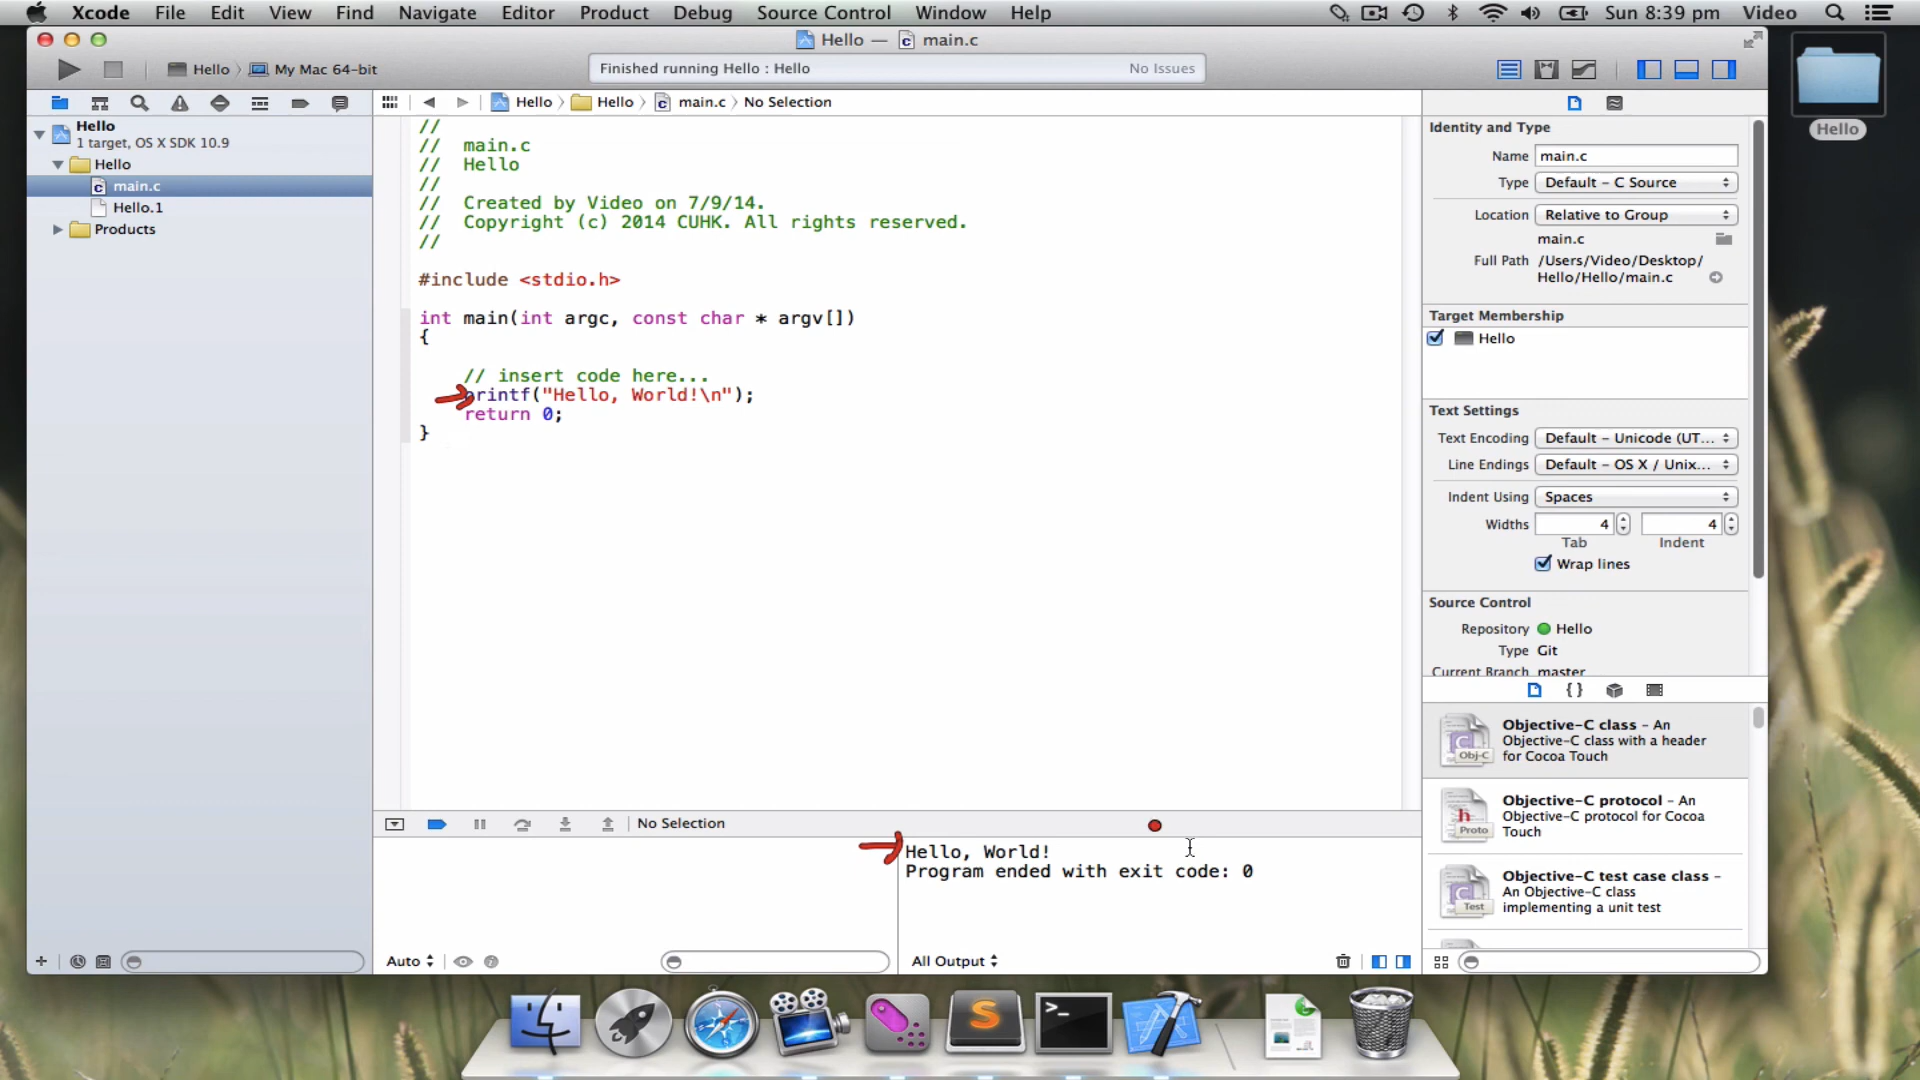 Xcode File Edit View Find Navigate Editor Product Debug Source Control Window Help Sun 8:39 pm Video
Hello — main.c
Hello My Mac 64-bit
Finished running Hello : Hello No Issues
Hello
1 target, OS X SDK 10.9
Hello
main.c
Hello.1
Products
Hello Hello main.c No Selection
//
// main.c
// Hello
//
// Created by Video on 7/9/14.
// Copyright (c) 2014 CUHK. All rights reserved.
//
#include <stdio.h>
int main(int argc, const char * argv[])
{
// insert code here...
printf("Hello, World!\n");
return 0;
}
No Selection
Hello, World!
Program ended with exit code: 0
Auto
All Output
Identity and Type
Name main.c
Type Default - C Source
Location Relative to Group
main.c
Full Path /Users/Video/Desktop/
Hello/Hello/main.c
Target Membership
Hello
Text Settings
Text Encoding Default - Unicode (UT...
Line Endings Default - OS X / Unix...
Indent Using Spaces
Widths 4 4
Tab Indent
Wrap lines
Source Control
Repository Hello
Type Git
Current Branch master
{ }
Objective-C class - An
Objective-C class with a header
for Cocoa Touch
Obj-C
Objective-C protocol - An
Objective-C protocol for Cocoa
Touch
Proto
Objective-C test case class -
An Objective-C class
implementing a unit test
Test
Hello